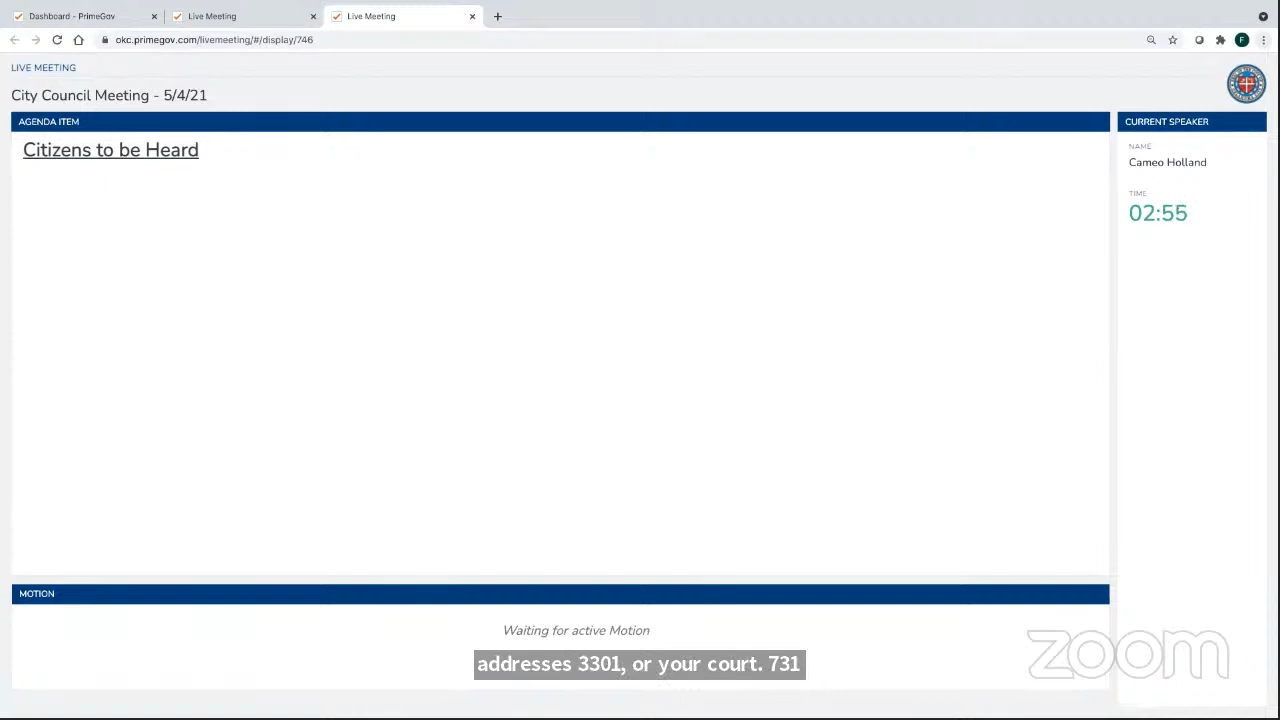 Dashboard - PrimeGov
Live Meeting
Live Meeting
okc.primegov.com/livemeeting/#/display/746
F
LIVE MEETING
City Council Meeting - 5/4/21
AGENDA ITEM
CURRENT SPEAKER
Citizens to be Heard
NAME
Cameo Holland
TIME
02:55
MOTION
Waiting for active Motion
addresses 3301, or your court. 731
zoom